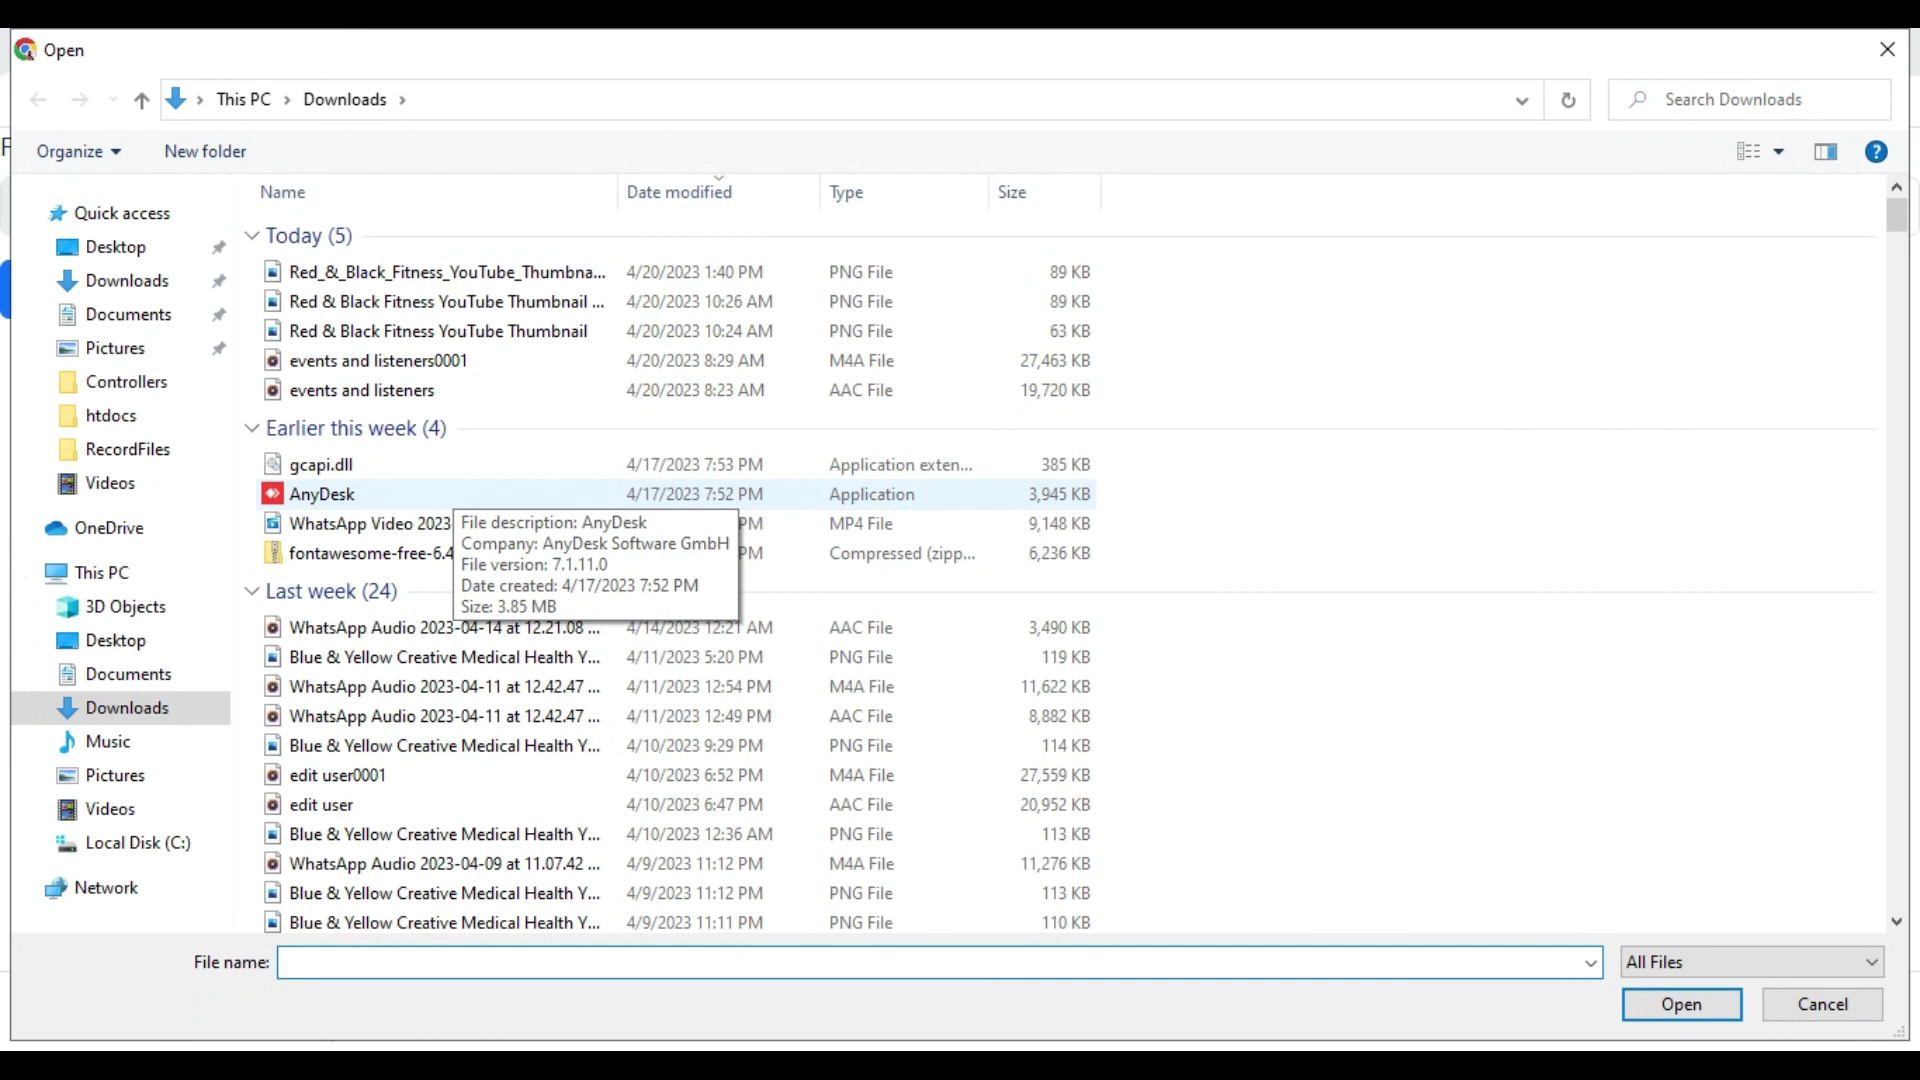 Open
This PC > Downloads >
Search Downloads
Organize
New folder
?
Name Date modified Type Size
Quick access
Desktop
Downloads
Documents
Pictures
Controllers
htdocs
RecordFiles
Videos
OneDrive
This PC
3D Objects
Desktop
Documents
Downloads
Music
Pictures
Videos
Local Disk (C:)
Network
Today (5)
Red_&_Black_Fitness_YouTube_Thumbna... 4/20/2023 1:40 PM PNG File 89 KB
Red & Black Fitness YouTube Thumbnail ... 4/20/2023 10:26 AM PNG File 89 KB
Red & Black Fitness YouTube Thumbnail 4/20/2023 10:24 AM PNG File 63 KB
events and listeners0001 4/20/2023 8:29 AM M4A File 27,463 KB
events and listeners 4/20/2023 8:23 AM AAC File 19,720 KB
Earlier this week (4)
gcapi.dll 4/17/2023 7:53 PM Application exten... 385 KB
AnyDesk 4/17/2023 7:52 PM Application 3,945 KB
WhatsApp Video 2023 PM MP4 File 9,148 KB
fontawesome-free-6.4 PM Compressed (zipp... 6,236 KB
File description: AnyDesk
Company: AnyDesk Software GmbH
File version: 7.1.11.0
Date created: 4/17/2023 7:52 PM
Size: 3.85 MB
Last week (24)
WhatsApp Audio 2023-04-14 at 12.21.08 ... 4/14/2023 12:21 AM AAC File 3,490 KB
Blue & Yellow Creative Medical Health Y... 4/11/2023 5:20 PM PNG File 119 KB
WhatsApp Audio 2023-04-11 at 12.42.47 ... 4/11/2023 12:54 PM M4A File 11,622 KB
WhatsApp Audio 2023-04-11 at 12.42.47 ... 4/11/2023 12:49 PM AAC File 8,882 KB
Blue & Yellow Creative Medical Health Y... 4/10/2023 9:29 PM PNG File 114 KB
edit user0001 4/10/2023 6:52 PM M4A File 27,559 KB
edit user 4/10/2023 6:47 PM AAC File 20,952 KB
Blue & Yellow Creative Medical Health Y... 4/10/2023 12:36 AM PNG File 113 KB
WhatsApp Audio 2023-04-09 at 11.07.42 ... 4/9/2023 11:12 PM M4A File 11,276 KB
Blue & Yellow Creative Medical Health Y... 4/9/2023 11:12 PM PNG File 113 KB
Blue & Yellow Creative Medical Health Y... 4/9/2023 11:11 PM PNG File 110 KB
File name:
All Files
Open
Cancel